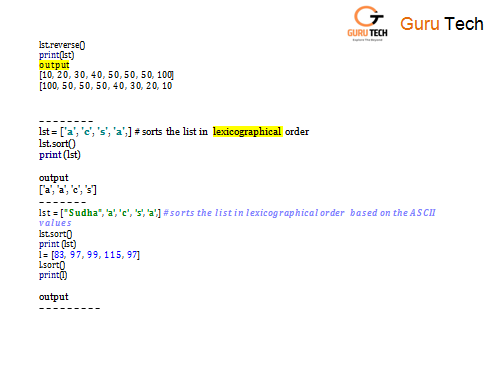 GURU TECH
Explore The Beyond
Guru Tech
lst.reverse()
print(lst)
output
[10, 20, 30, 40, 50, 50, 50, 100]
[100, 50, 50, 50, 40, 30, 20, 10
--------
lst = ['a', 'c', 's', 'a',] # sorts the list in lexicographical order
lst.sort()
print (lst)
output
['a', 'a', 'c', 's']
-------
lst = ["Sudha", 'a', 'c', 's', 'a',] # sorts the list in lexicographical order based on the ASCII
values
lst.sort()
print (lst)
l = [83, 97, 99, 115, 97]
l.sort()
print(l)
output
---------